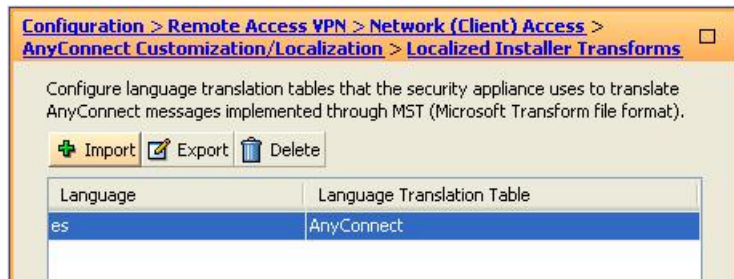 Configuration > Remote Access VPN > Network (Client) Access >
AnyConnect Customization/Localization > Localized Installer Transforms
Configure language translation tables that the security appliance uses to translate
AnyConnect messages implemented through MST (Microsoft Transform file format).
Import Export Delete
Language Language Translation Table
es AnyConnect